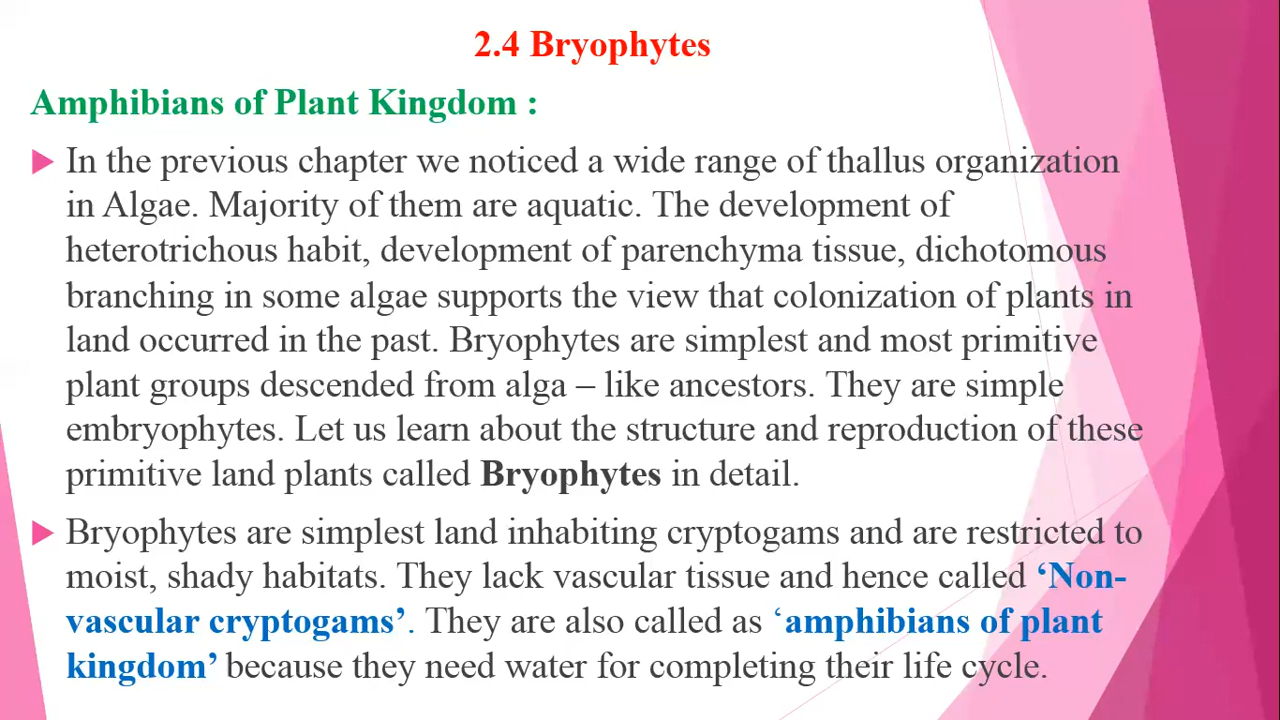 2.4 Bryophytes
Amphibians of Plant Kingdom :
In the previous chapter we noticed a wide range of thallus organization
in Algae. Majority of them are aquatic. The development of
heterotrichous habit, development of parenchyma tissue, dichotomous
branching in some algae supports the view that colonization of plants in
land occurred in the past. Bryophytes are simplest and most primitive
plant groups descended from alga – like ancestors. They are simple
embryophytes. Let us learn about the structure and reproduction of these
primitive land plants called Bryophytes in detail.
Bryophytes are simplest land inhabiting cryptogams and are restricted to
moist, shady habitats. They lack vascular tissue and hence called ‘Non-
vascular cryptogams’. They are also called as ‘amphibians of plant
kingdom’ because they need water for completing their life cycle.